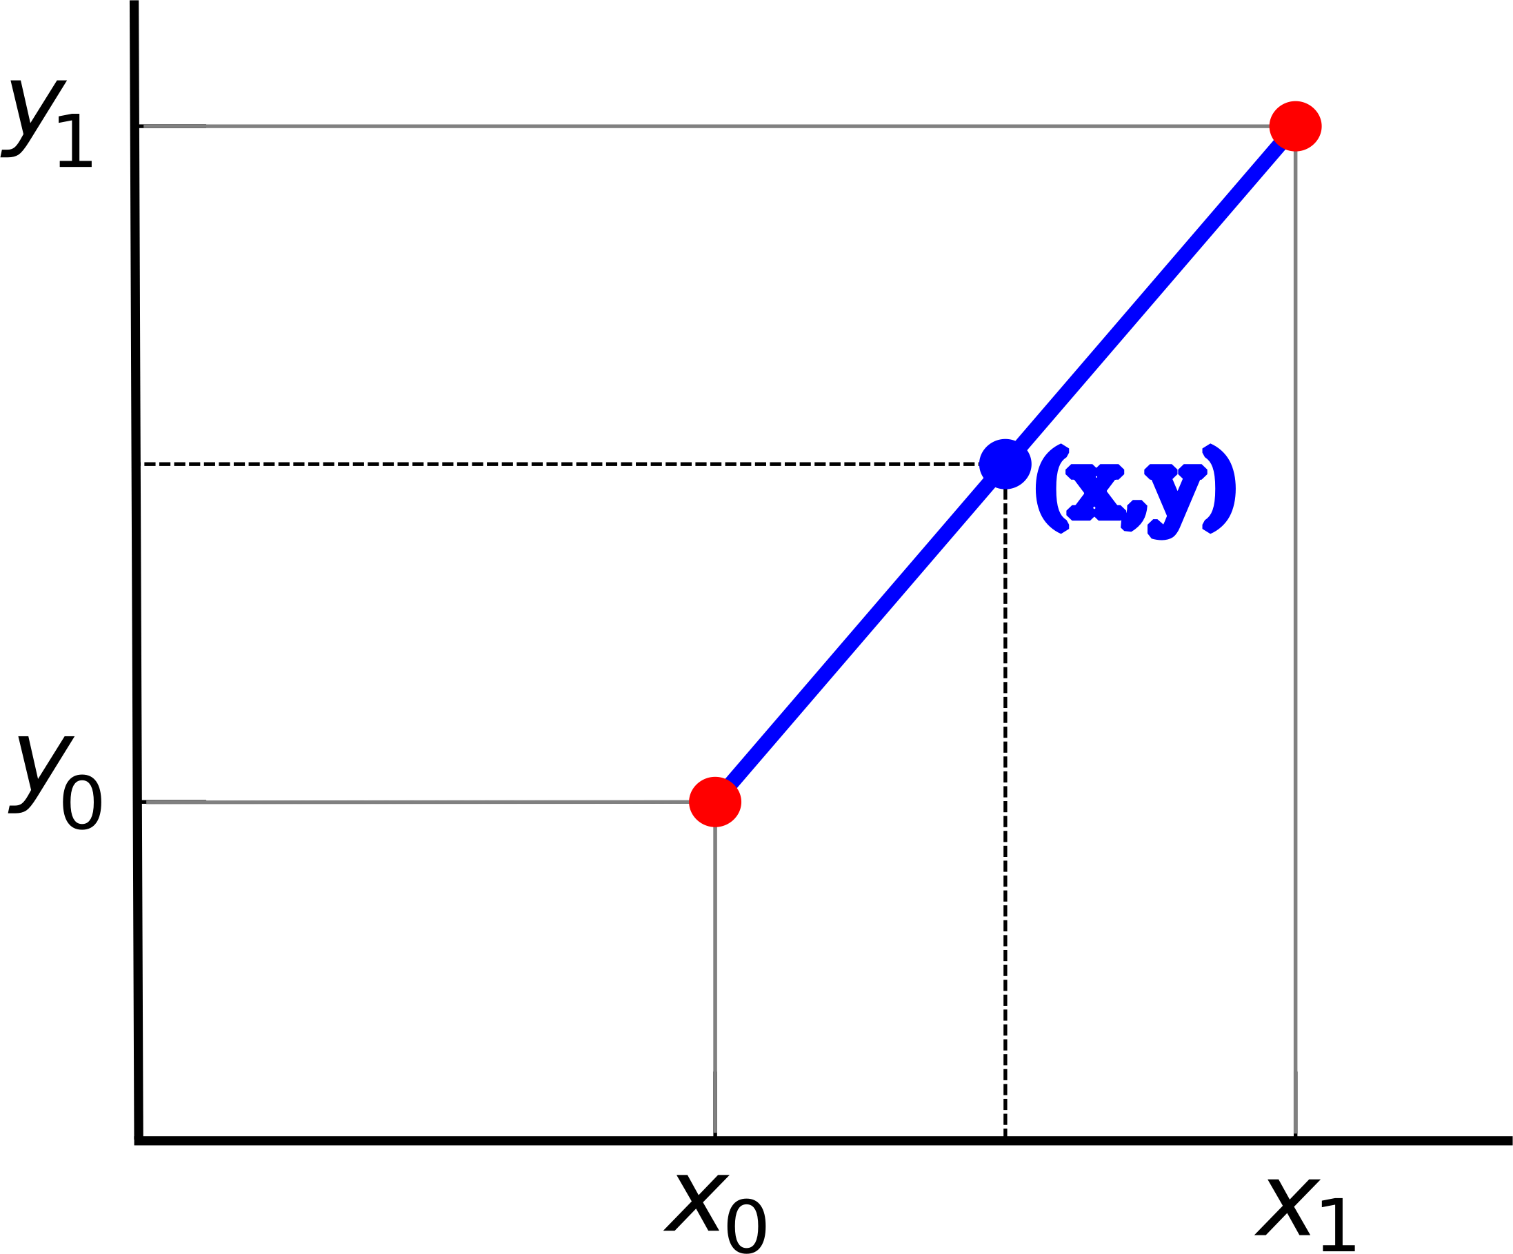 y₁
(x,y)
y₀
x₀
x₁